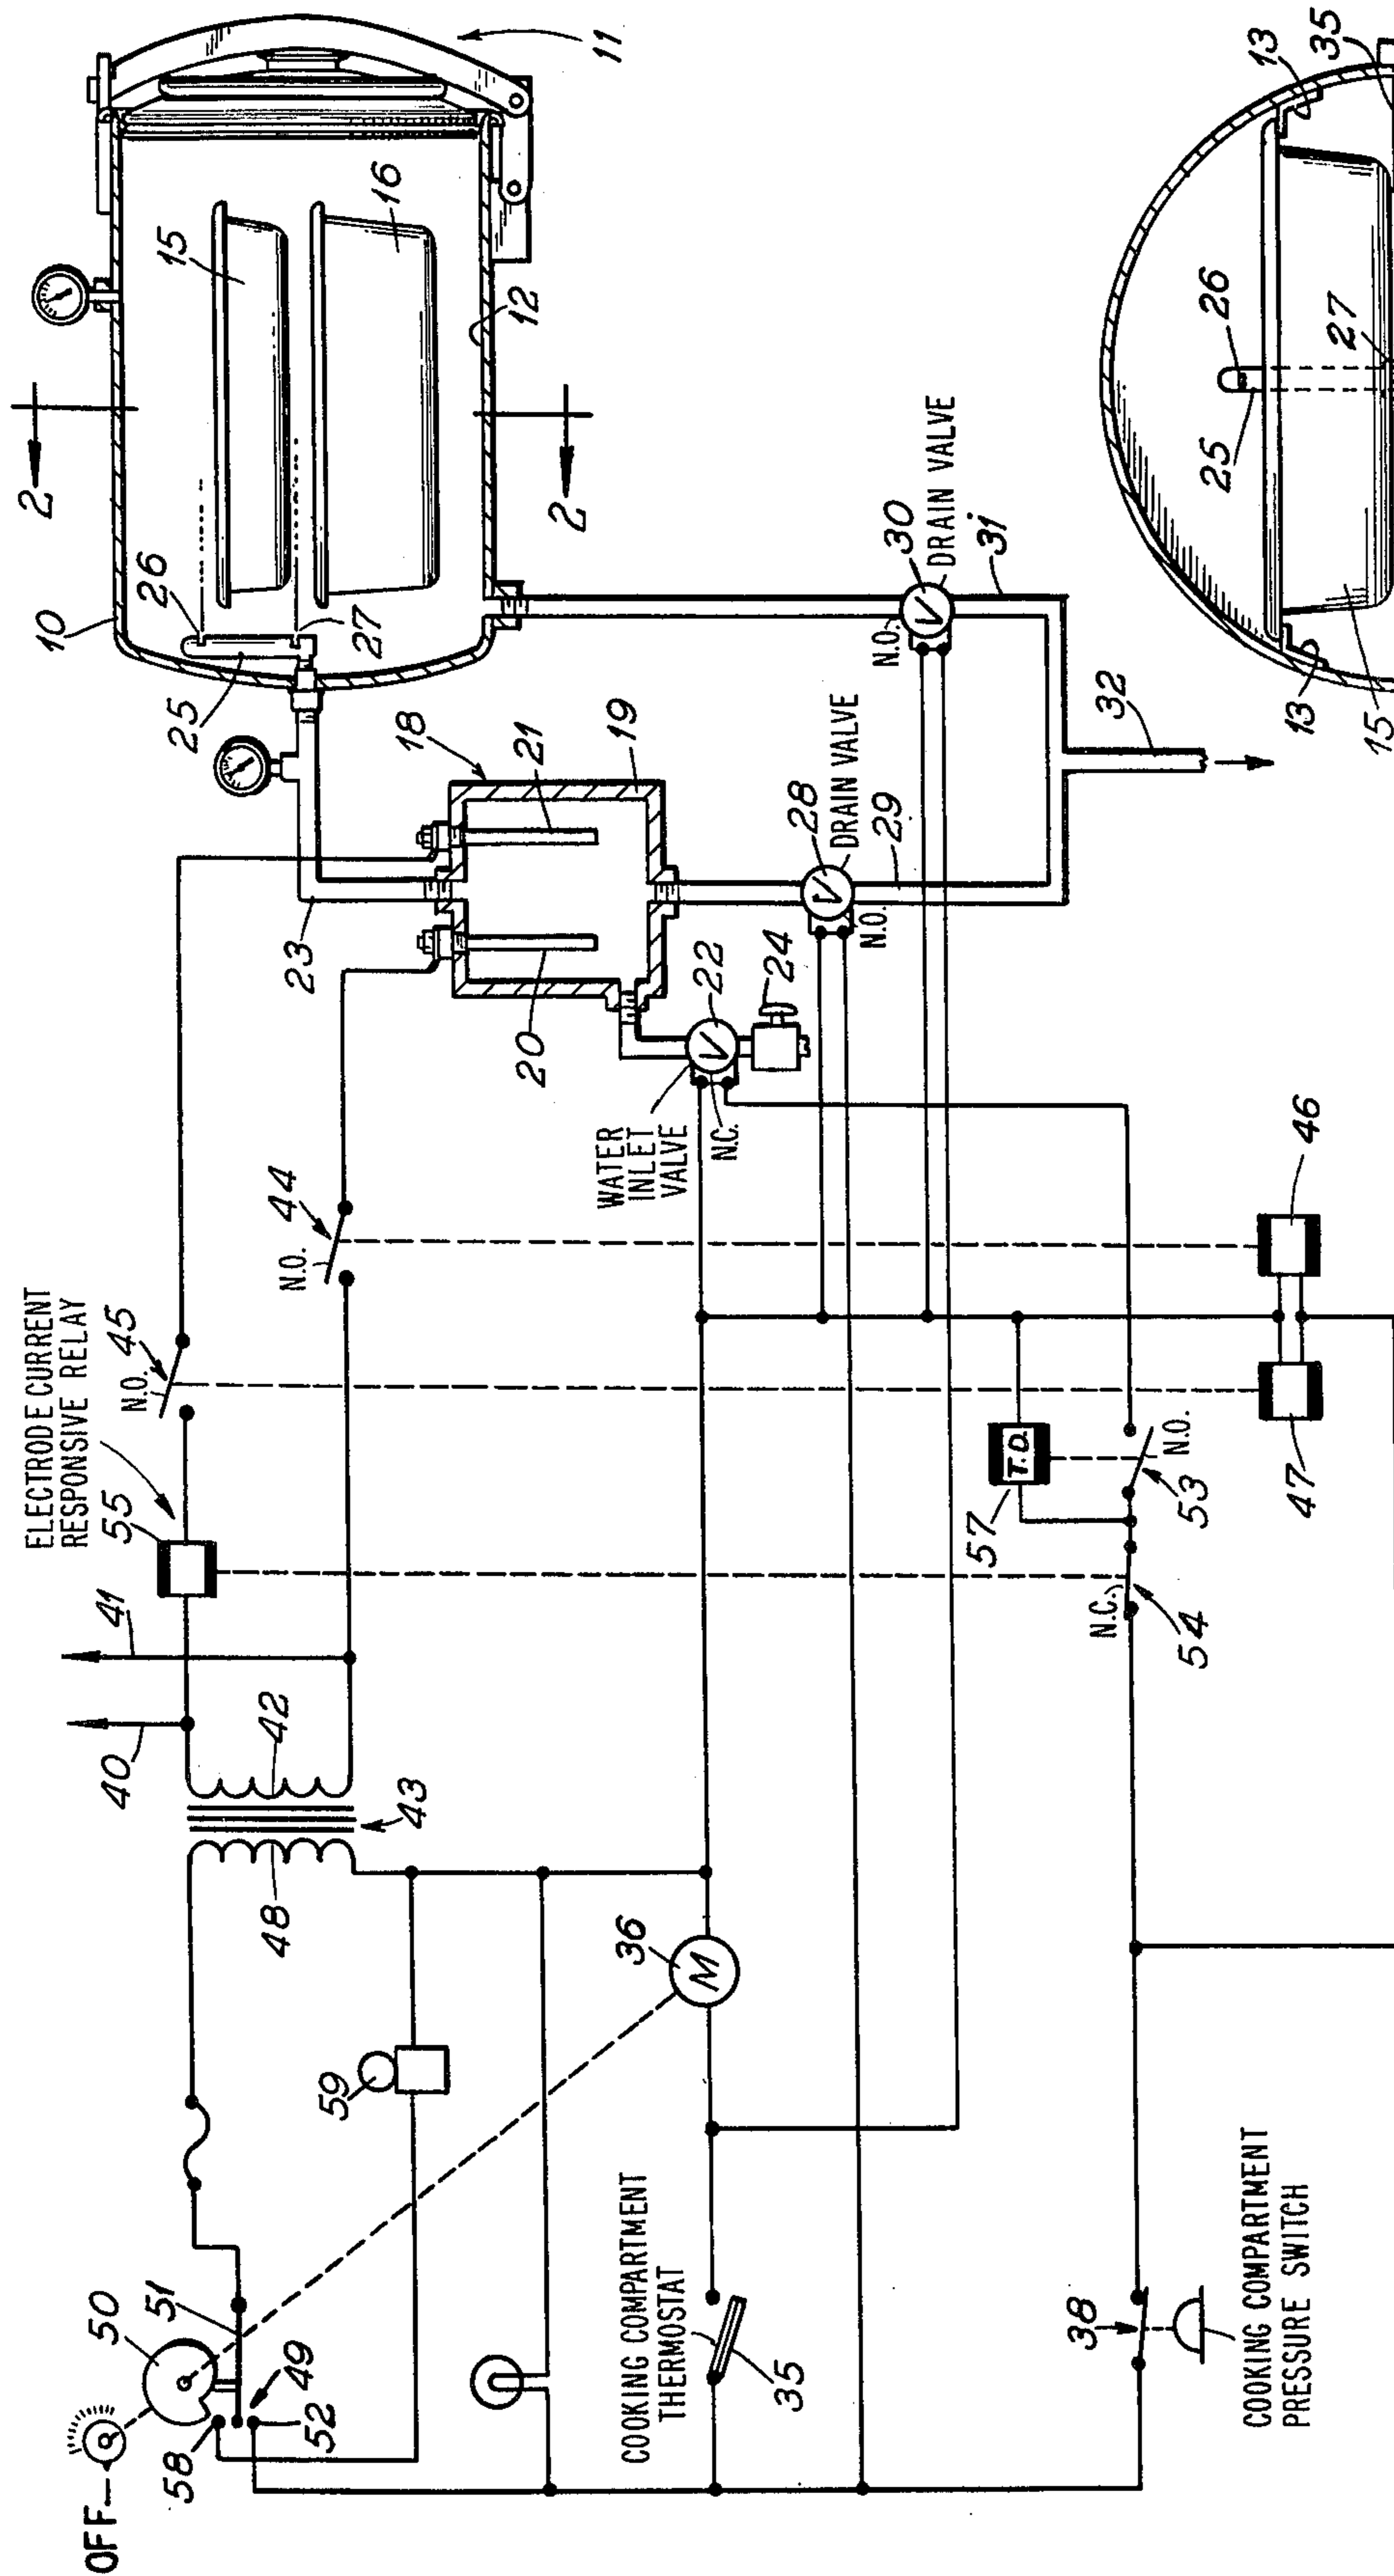 OFF
50
51
58
49
52
59
48
43
42
40
41
ELECTRODE CURRENT
RESPONSIVE RELAY
55
N.O.
45
N.O.
44
36
M
COOKING COMPARTMENT
THERMOSTAT
35
38
COOKING COMPARTMENT
PRESSURE SWITCH
N.C.
54
57
T.D.
53
N.O.
47
46
WATER
INLET
VALVE
N.C.
V
22
24
20
21
18
19
23
V
28
DRAIN VALVE
N.O.
29
V
30
DRAIN VALVE
N.O.
31
32
10
25
26
27
2
2
15
16
12
11
13
13
15
25
26
27
35